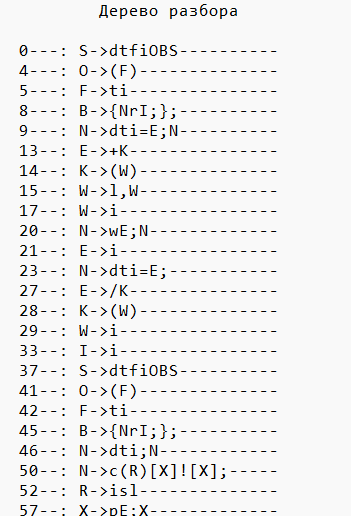 Дерево разбора
0---: S->dtfiOBS----------
4---: O->(F)--------------
5---: F->ti---------------
8---: B->{NrI;};----------
9---: N->dti=E;N----------
13--: E->+K---------------
14--: K->(W)--------------
15--: W->l,W--------------
17--: W->i----------------
20--: N->wE;N-------------
21--: E->i----------------
23--: N->dti=E;-----------
27--: E->/K---------------
28--: K->(W)--------------
29--: W->i----------------
33--: I->i----------------
37--: S->dtfiOBS----------
41--: O->(F)--------------
42--: F->ti---------------
45--: B->{NrI;};----------
46--: N->dti;N------------
50--: N->c(R)[X]![X];-----
52--: R->isl--------------
57--: X->pE;X-------------